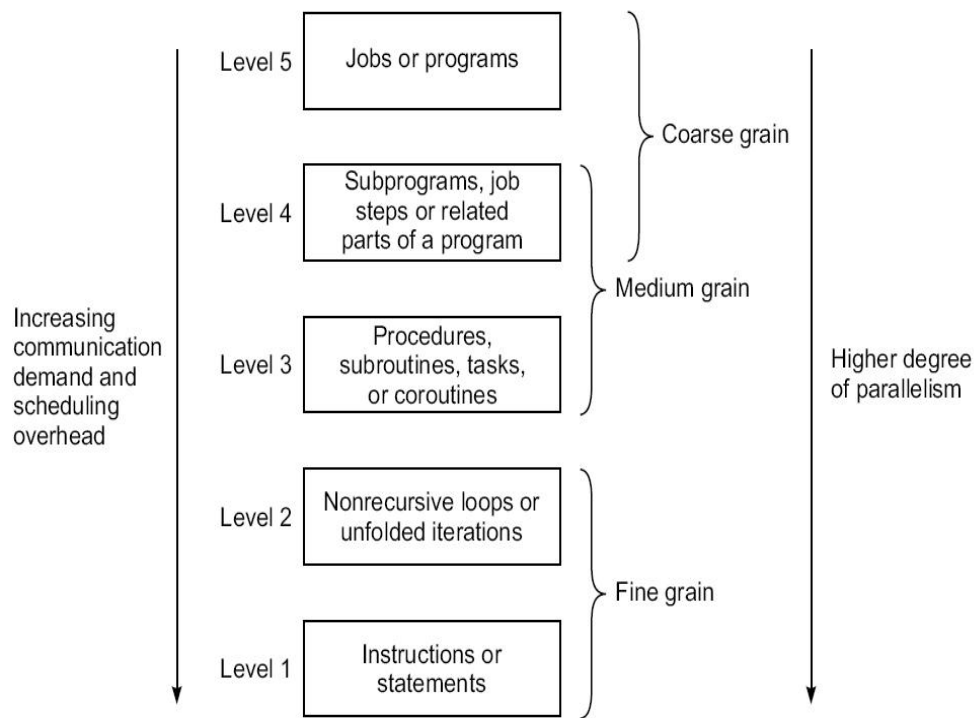 Level 5
Jobs or programs
Coarse grain
Level 4
Subprograms, job
steps or related
parts of a program
Medium grain
Increasing
communication
demand and
scheduling
overhead
Level 3
Procedures,
subroutines, tasks,
or coroutines
Higher degree
of parallelism
Level 2
Nonrecursive loops or
unfolded iterations
Fine grain
Level 1
Instructions or
statements